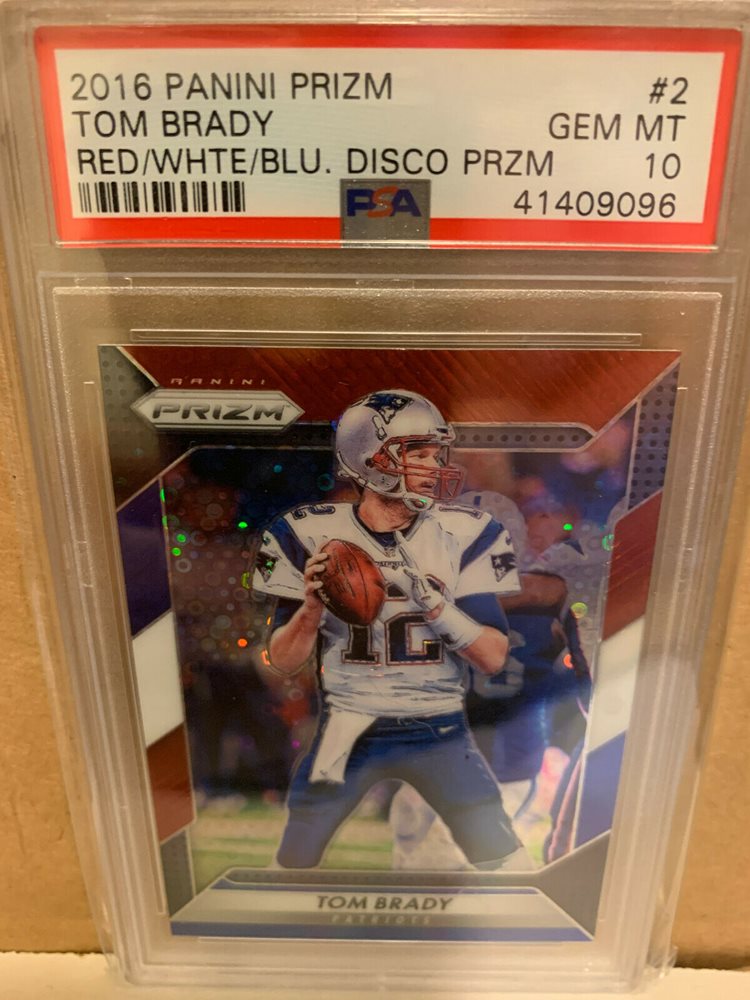 2016 PANINI PRIZM #2
TOM BRADY GEM MT
RED/WHTE/BLU. DISCO PRZM 10
PSA 41409096
PANINI
PRIZM
12
12
TOM BRADY
PATRIOTS